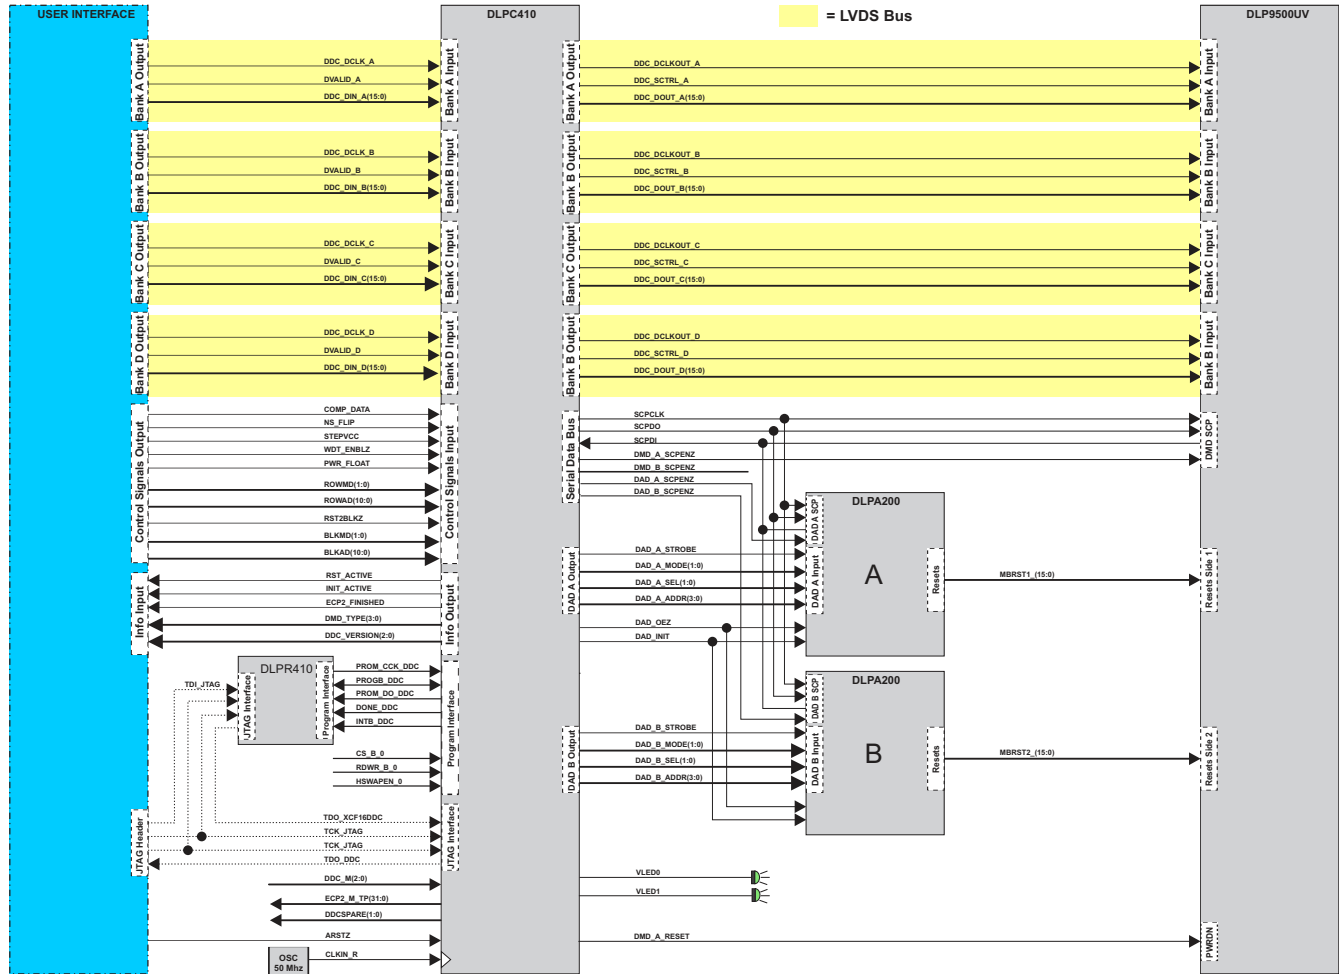 USER INTERFACE
DLPC410
= LVDS Bus
DLP9500UV
Bank A Output
DDC_DCLK_A
DVALID_A
DDC_DIN_A(15:0)
Bank A Input
Bank A Output
DDC_DCLKOUT_A
DDC_SCTRL_A
DDC_DOUT_A(15:0)
Bank A Input
Bank B Output
DDC_DCLK_B
DVALID_B
DDC_DIN_B(15:0)
Bank B Input
Bank B Output
DDC_DCLKOUT_B
DDC_SCTRL_B
DDC_DOUT_B(15:0)
Bank B Input
Bank C Output
DDC_DCLK_C
DVALID_C
DDC_DIN_C(15:0)
Bank C Input
Bank C Output
DDC_DCLKOUT_C
DDC_SCTRL_C
DDC_DOUT_C(15:0)
Bank B Input
Bank D Output
DDC_DCLK_D
DVALID_D
DDC_DIN_D(15:0)
Bank D Input
Bank B Output
DDC_DCLKOUT_D
DDC_SCTRL_D
DDC_DOUT_D(15:0)
Bank B Input
Control Signals Output
COMP_DATA
NS_FLIP
STEPVCC
WDT_ENBLZ
PWR_FLOAT
ROWMD(1:0)
ROWAD(10:0)
RST2BLKZ
BLKMD(1:0)
BLKAD(10:0)
Control Signals Input
Serial Data Bus
SCPCLK
SCPDO
SCPDI
DMD_A_SCPENZ
DMD_B_SCPENZ
DAD_A_SCPENZ
DAD_B_SCPENZ
DMD SCP
Info Input
RST_ACTIVE
INIT_ACTIVE
ECP2_FINISHED
DMD_TYPE(3:0)
DDC_VERSION(2:0)
Info Output
DAD A Output
DAD_A_STROBE
DAD_A_MODE(1:0)
DAD_A_SEL(1:0)
DAD_A_ADDR(3:0)
DAD_OEZ
DAD_INIT
DLPA200
DAD A SCP
DAD A Input
A
Resets
MBRST1_(15:0)
Resets Side 1
DLPR410
TDI_JTAG
JTAG Interface
Program Interface
PROM_CCK_DDC
PROGB_DDC
PROM_DO_DDC
DONE_DDC
INTB_DDC
CS_B_0
RDWR_B_0
HSWAPEN_0
Program Interface
DAD B Output
DAD_B_STROBE
DAD_B_MODE(1:0)
DAD_B_SEL(1:0)
DAD_B_ADDR(3:0)
DLPA200
DAD B SCP
DAD B Input
B
Resets
MBRST2_(15:0)
Resets Side 2
JTAG Header
TDO_XCF16DDC
TCK_JTAG
TCK_JTAG
TDO_DDC
JTAG Interface
DDC_M(2:0)
ECP2_M_TP(31:0)
DDCSPARE(1:0)
ARSTZ
OSC
50 Mhz
CLKIN_R
VLED0
VLED1
DMD_A_RESET
PWRDN